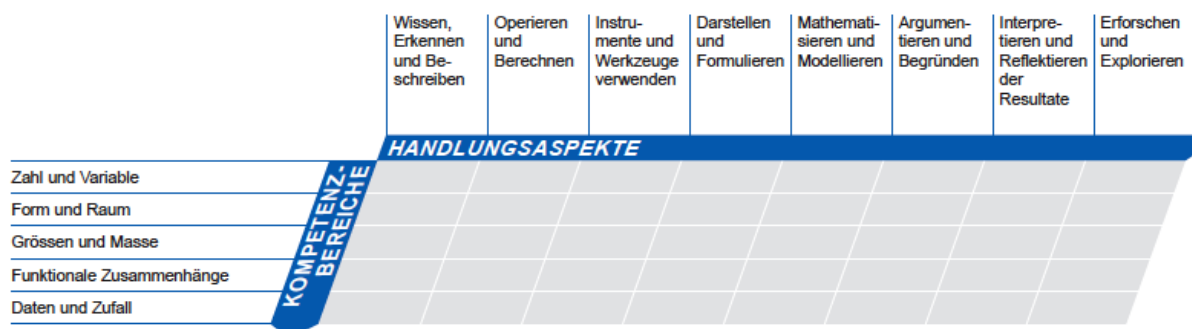 Wissen,
Erkennen
und Be-
schreiben
Operieren
und
Berechnen
Instru-
mente und
Werkzeuge
verwenden
Darstellen
und
Formulieren
Mathemati-
sieren und
Modellieren
Argumen-
tieren und
Begründen
Interpre-
tieren und
Reflektieren
der
Resultate
Erforschen
und
Explorieren
HANDLUNGSASPEKTE
KOMPETENZ-
BEREICHE
Zahl und Variable
Form und Raum
Grössen und Masse
Funktionale Zusammenhänge
Daten und Zufall